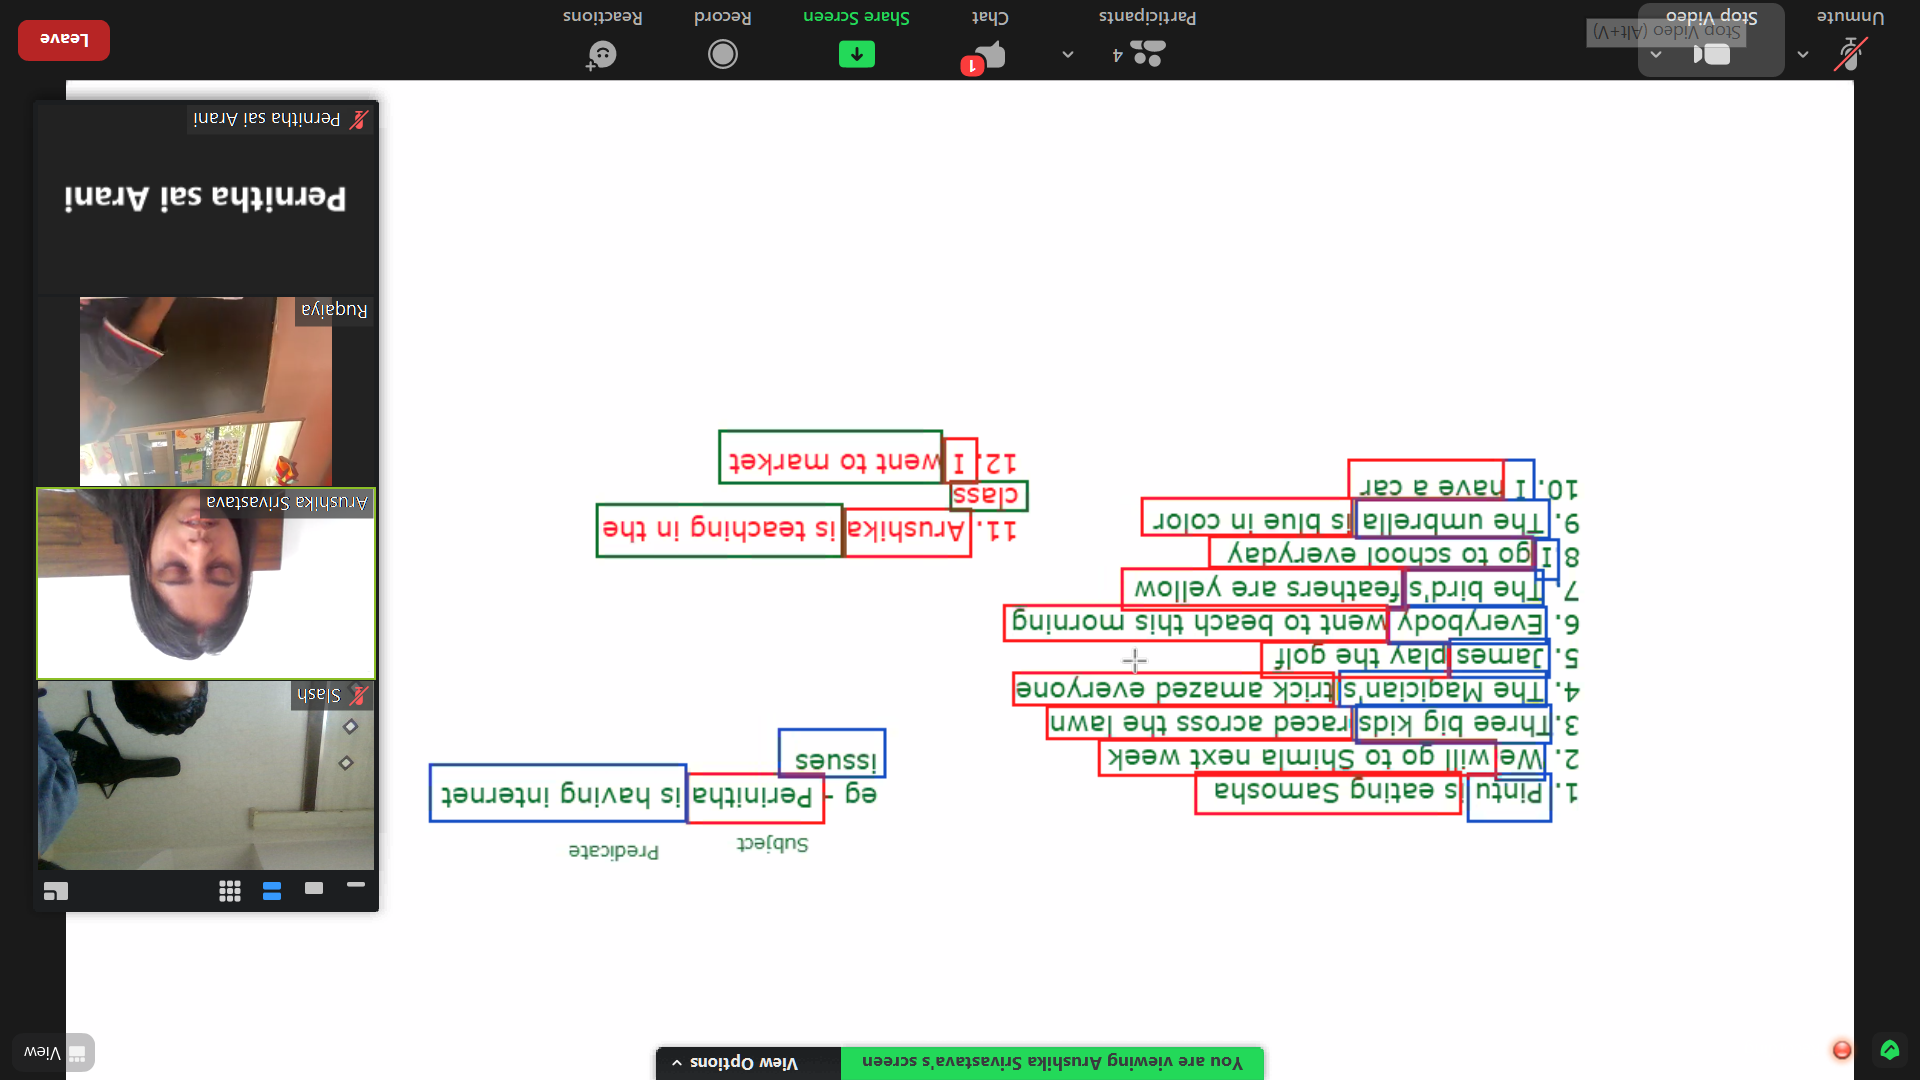 You are viewing Arushika Srivastava's screen
View Options
View
Subject
Predicate
eg - Perinitha is having internet
issues
1. Pintu is eating Samosha
2. We will go to Shimla next week
3. Three big kids raced across the lawn
4. The Magician's trick amazed everyone
5. James play the golf
6. Everybody went to beach this morning
7. The bird's feathers are yellow
8. I go to school everyday
9. The umbrella is blue in color
10. I have a car
11. Arushika is teaching in the
class
12. I went to market
Slash
Arushika Srivastava
Ruqaiya
Pernitha sai Arani
Pernitha sai Arani
Stop Video (Alt+V)
Unmute
Stop Video
4
Participants
1
Chat
Share Screen
Record
Reactions
Leave